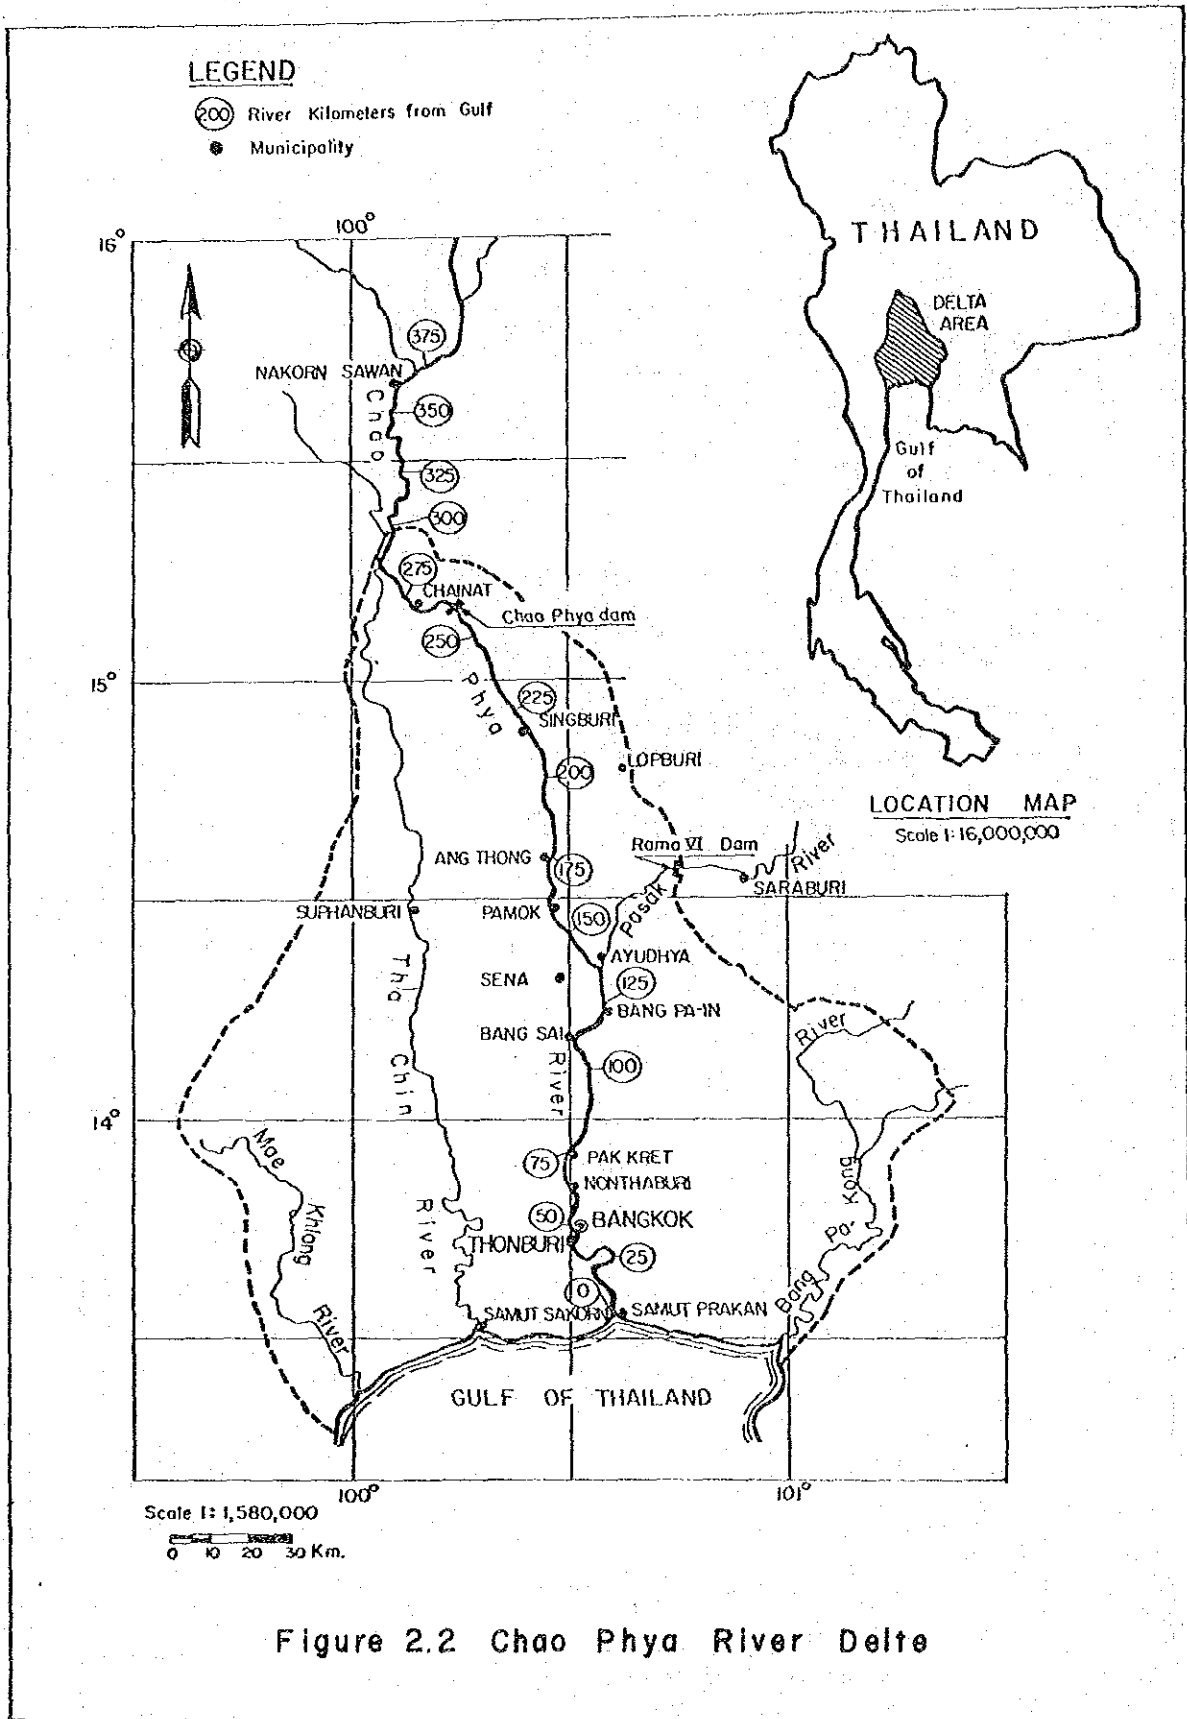 LEGEND
200 River Kilometers from Gulf
Municipality
THAILAND
DELTA
AREA
Gulf
of
Thailand
LOCATION MAP
Scale 1:16,000,000
100°
16°
375
NAKORN SAWAN
350
Chao
325
300
275
CHAINAT
Chao Phya dam
250
15°
Phya
225
SINGBURI
200
LOPBURI
Rama VI Dam
River
ANG THONG
175
SARABURI
Pasak
SUPHANBURI
PAMOK
150
AYUDHYA
Tha
SENA
125
BANG PA-IN
River
BANG SAI
River
100
Chin
14°
Mae
75
PAK KRET
Kong
NONTHABURI
Khlong
50
BANGKOK
River
Pa-
THONBURI
25
Bang
0
River
SAMUT SAKORN
SAMUT PRAKAN
GULF OF THAILAND
100°
101°
Scale 1:1,580,000
0 10 20 30 Km.
Figure 2.2 Chao Phya River Delte